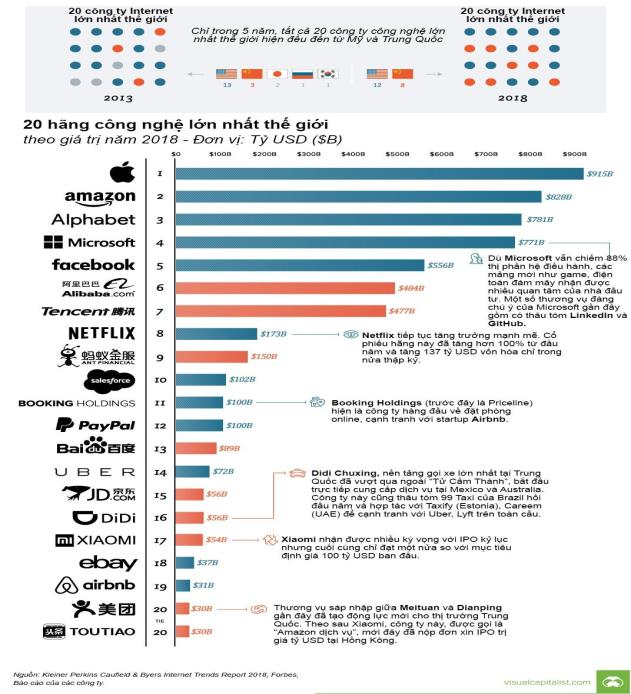 20 công ty Internet
lớn nhất thế giới
2013
Chỉ trong 5 năm, tất cả 20 công ty công nghệ lớn
nhất thế giới hiện đều đến từ Mỹ và Trung Quốc
13 3 2 1 1
12 8
20 công ty Internet
lớn nhất thế giới
2018
20 hãng công nghệ lớn nhất thế giới
theo giá trị năm 2018 - Đơn vị: Tỷ USD ($B)
$0 $100B $200B $300B $400B $500B $600B $700B $800B $900B
1 $915B
amazon 2 $828B
Alphabet 3 $781B
Microsoft 4 $771B
facebook 5 $556B
阿里巴巴
Alibaba.com 6 $484B
Tencent 腾讯 7 $477B
NETFLIX 8 $173B
蚂蚁金服
ANT FINANCIAL 9 $150B
salesforce 10 $102B
BOOKING HOLDINGS 11 $100B
PayPal 12 $100B
Bai du 百度 13 $89B
UBER 14 $72B
JD.COM 京东 15 $56B
DiDi 16 $56B
XIAOMI 17 $54B
ebay 18 $37B
airbnb 19 $31B
美团 20 $30B
TIE
头条 TOUTIAO 20 $30B
Dù Microsoft vẫn chiếm 88%
thị phần hệ điều hành, các
mảng mới như game, điện
toán đám mây nhận được
nhiều quan tâm của nhà đầu
tư. Một số thương vụ đáng
chú ý của Microsoft gần đây
gồm có thâu tóm LinkedIn và
GitHub.
Netflix tiếp tục tăng trưởng mạnh mẽ. Cổ
phiếu hãng này đã tăng hơn 100% từ đầu
năm và tăng 137 tỷ USD vốn hóa chỉ trong
nửa thập kỷ.
Booking Holdings (trước đây là Priceline)
hiện là công ty hàng đầu về đặt phòng
online, cạnh tranh với startup Airbnb.
Didi Chuxing, nền tảng gọi xe lớn nhất tại Trung
Quốc đã vượt qua ngoài “Tử Cấm Thành”, bắt đầu
trực tiếp cung cấp dịch vụ tại Mexico và Australia.
Công ty này cũng thâu tóm 99 Taxi của Brazil hồi
đầu năm và hợp tác với Taxify (Estonia), Careem
(UAE) để cạnh tranh với Uber, Lyft trên toàn cầu.
Xiaomi nhận được nhiều kỳ vọng với IPO kỷ lục
nhưng cuối cùng chỉ đạt một nửa so với mục tiêu
định giá 100 tỷ USD ban đầu.
Thương vụ sáp nhập giữa Meituan và Dianping
gần đây đã tạo động lực mới cho thị trường Trung
Quốc. Theo sau Xiaomi, công ty này, được gọi là
“Amazon dịch vụ”, mới đây đã nộp đơn xin IPO trị
giá tỷ USD tại Hồng Kông.
Nguồn: Kleiner Perkins Caufield & Byers Internet Trends Report 2018, Forbes,
Báo cáo của các công ty.
visualcapitalist.com